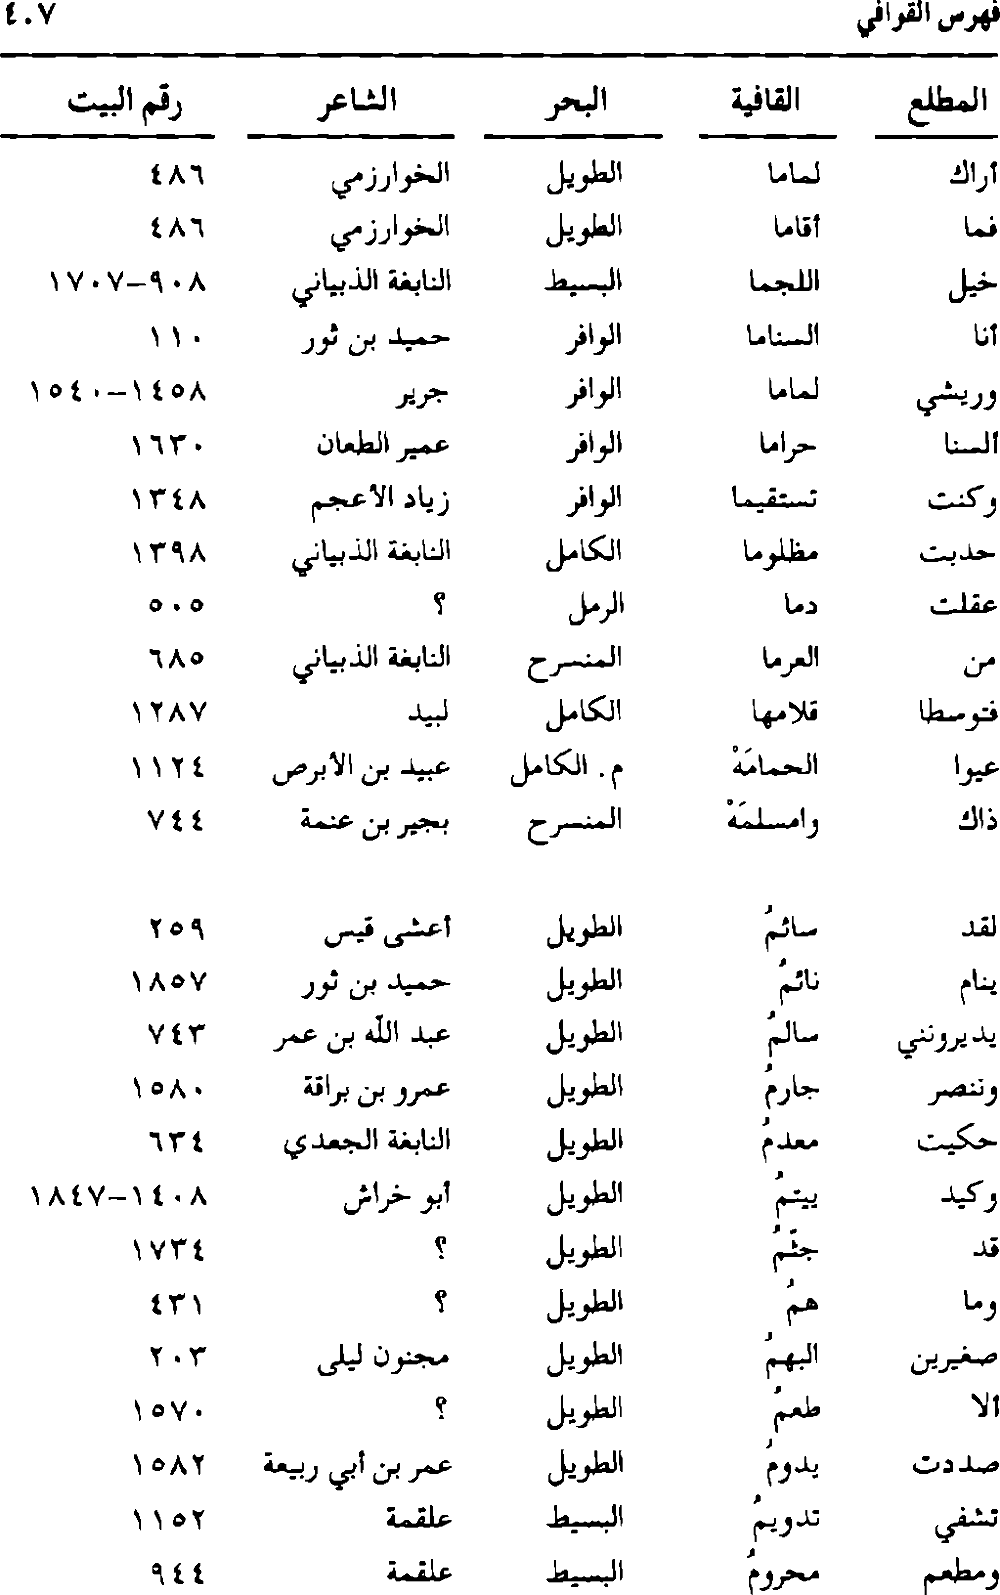 فهرس القوافي ٤٠٧
المطلع القافية البحر الشاعر رقم البيت
أراك لماما الطويل الخوارزمي ٤٨٦
فما أقاما الطويل الخوارزمي ٤٨٦
خيل اللجما البسيط النابغة الذبياني ٩٠٨-١٧٠٧
أنا السناما الوافر حميد بن ثور ١١٠
وريشي لماما الوافر جرير ١٤٥٨-١٥٤٠
ألسنا حراما الوافر عمير الطعان ١٦٣٠
وكنت تستقيما الوافر زياد الأعجم ١٣٤٨
حدبت مظلوما الكامل النابغة الذبياني ١٣٩٨
عقلت دما الرمل ؟ ٥٠٥
من العرما المنسرح النابغة الذبياني ٦٨٥
فتوسطا قلامها الكامل لبيد ١٢٨٧
عيوا الحمامَهْ م. الكامل عبيد بن الأبرص ١١٢٤
ذاك وامسلمَهْ المنسرح بجير بن عنمة ٧٤٤
لقد سائمُ الطويل أعشى قيس ٢٥٩
ينام نائمُ الطويل حميد بن ثور ١٨٥٧
يديرونني سالمُ الطويل عبد اللّه بن عمر ٧٤٣
وننصر جارمُ الطويل عمرو بن براقة ١٥٨٠
حكيت معدمُ الطويل النابغة الجعدي ٦٣٤
وكيد ييتمُ الطويل أبو خراش ١٤٠٨-١٨٤٧
قد جثّمُ الطويل ؟ ١٧٣٤
وما همُ الطويل ؟ ٤٣١
صغيرين البهمُ الطويل مجنون ليلى ٢٠٣
ألا طعمُ الطويل ؟ ١٥٧٠
صددت يدومُ الطويل عمر بن أبي ربيعة ١٥٨٢
تشفي تدويمُ البسيط علقمة ١١٥٢
ومطعم محرومُ البسيط علقمة ٩٤٤